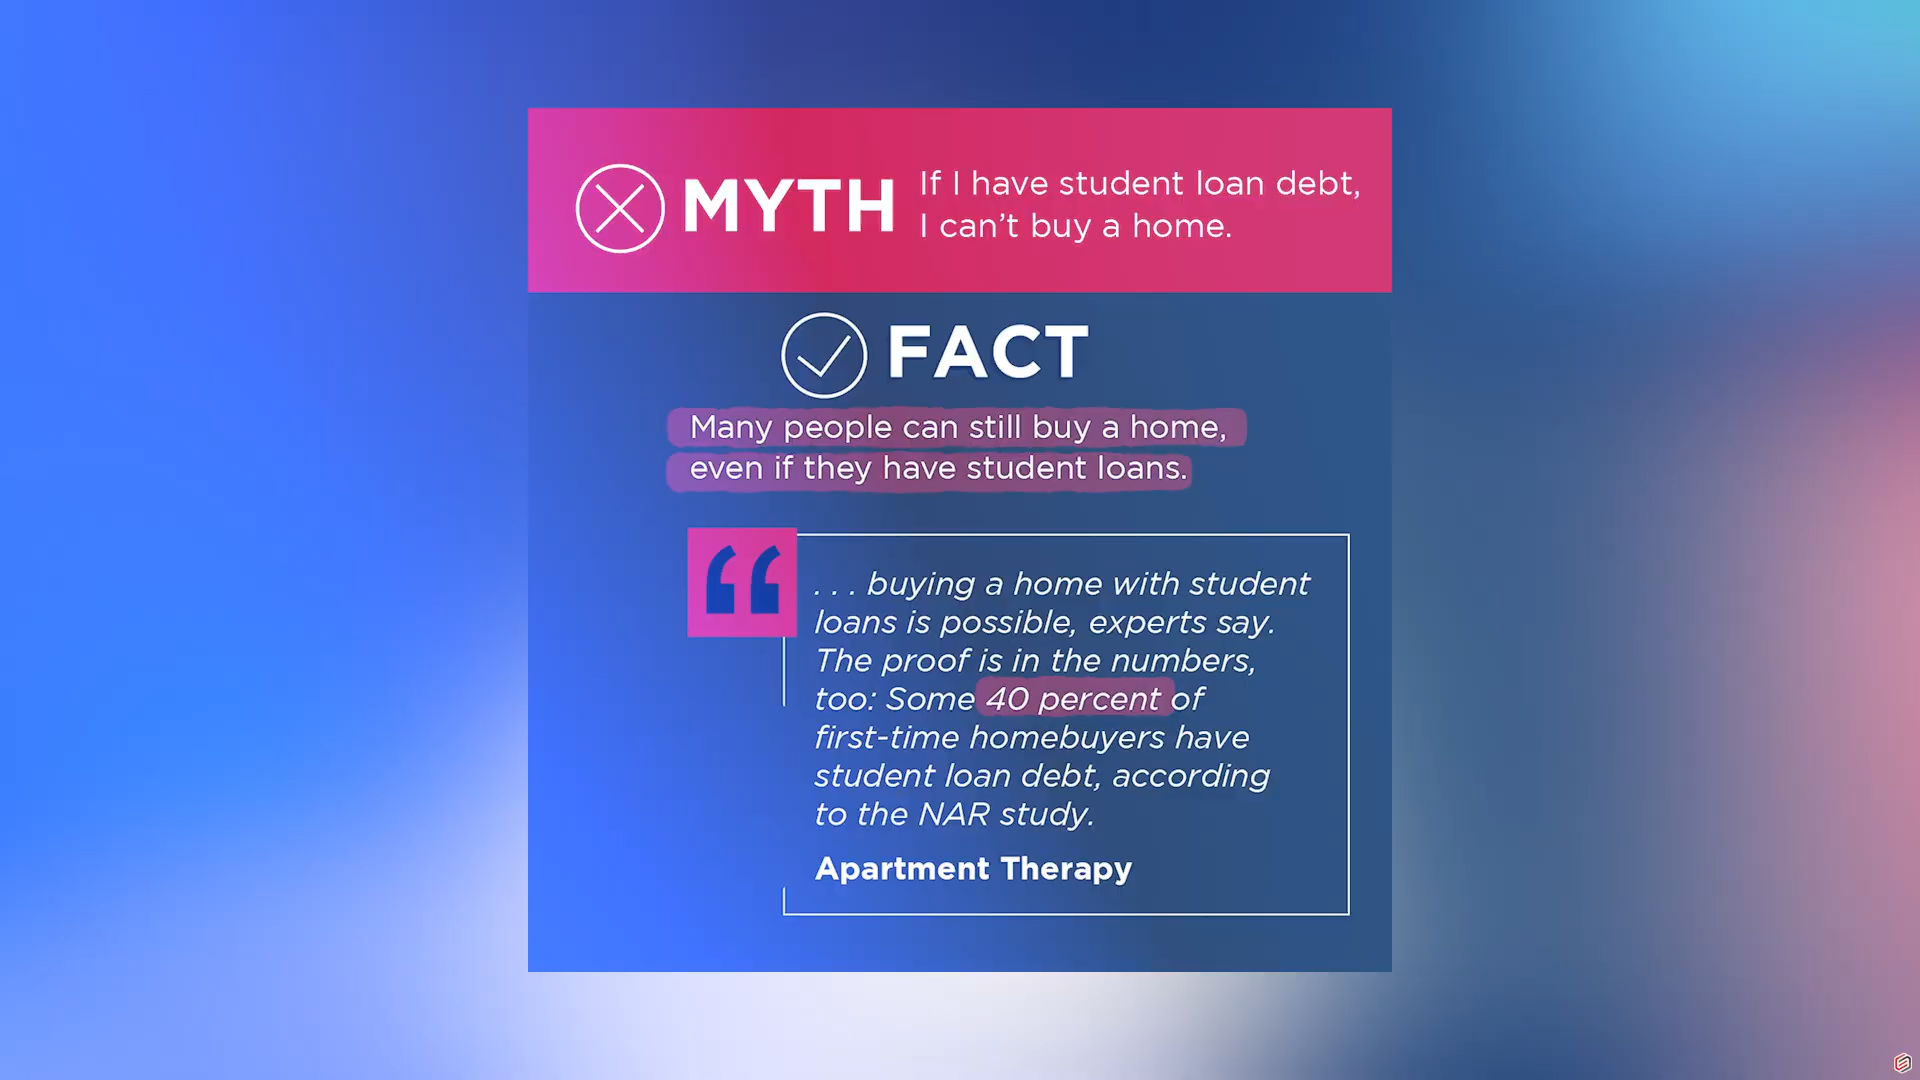 MYTH
If I have student loan debt,
I can't buy a home.
FACT
Many people can still buy a home,
even if they have student loans.
“
. . . buying a home with student
loans is possible, experts say.
The proof is in the numbers,
too: Some 40 percent of
first-time homebuyers have
student loan debt, according
to the NAR study.
Apartment Therapy